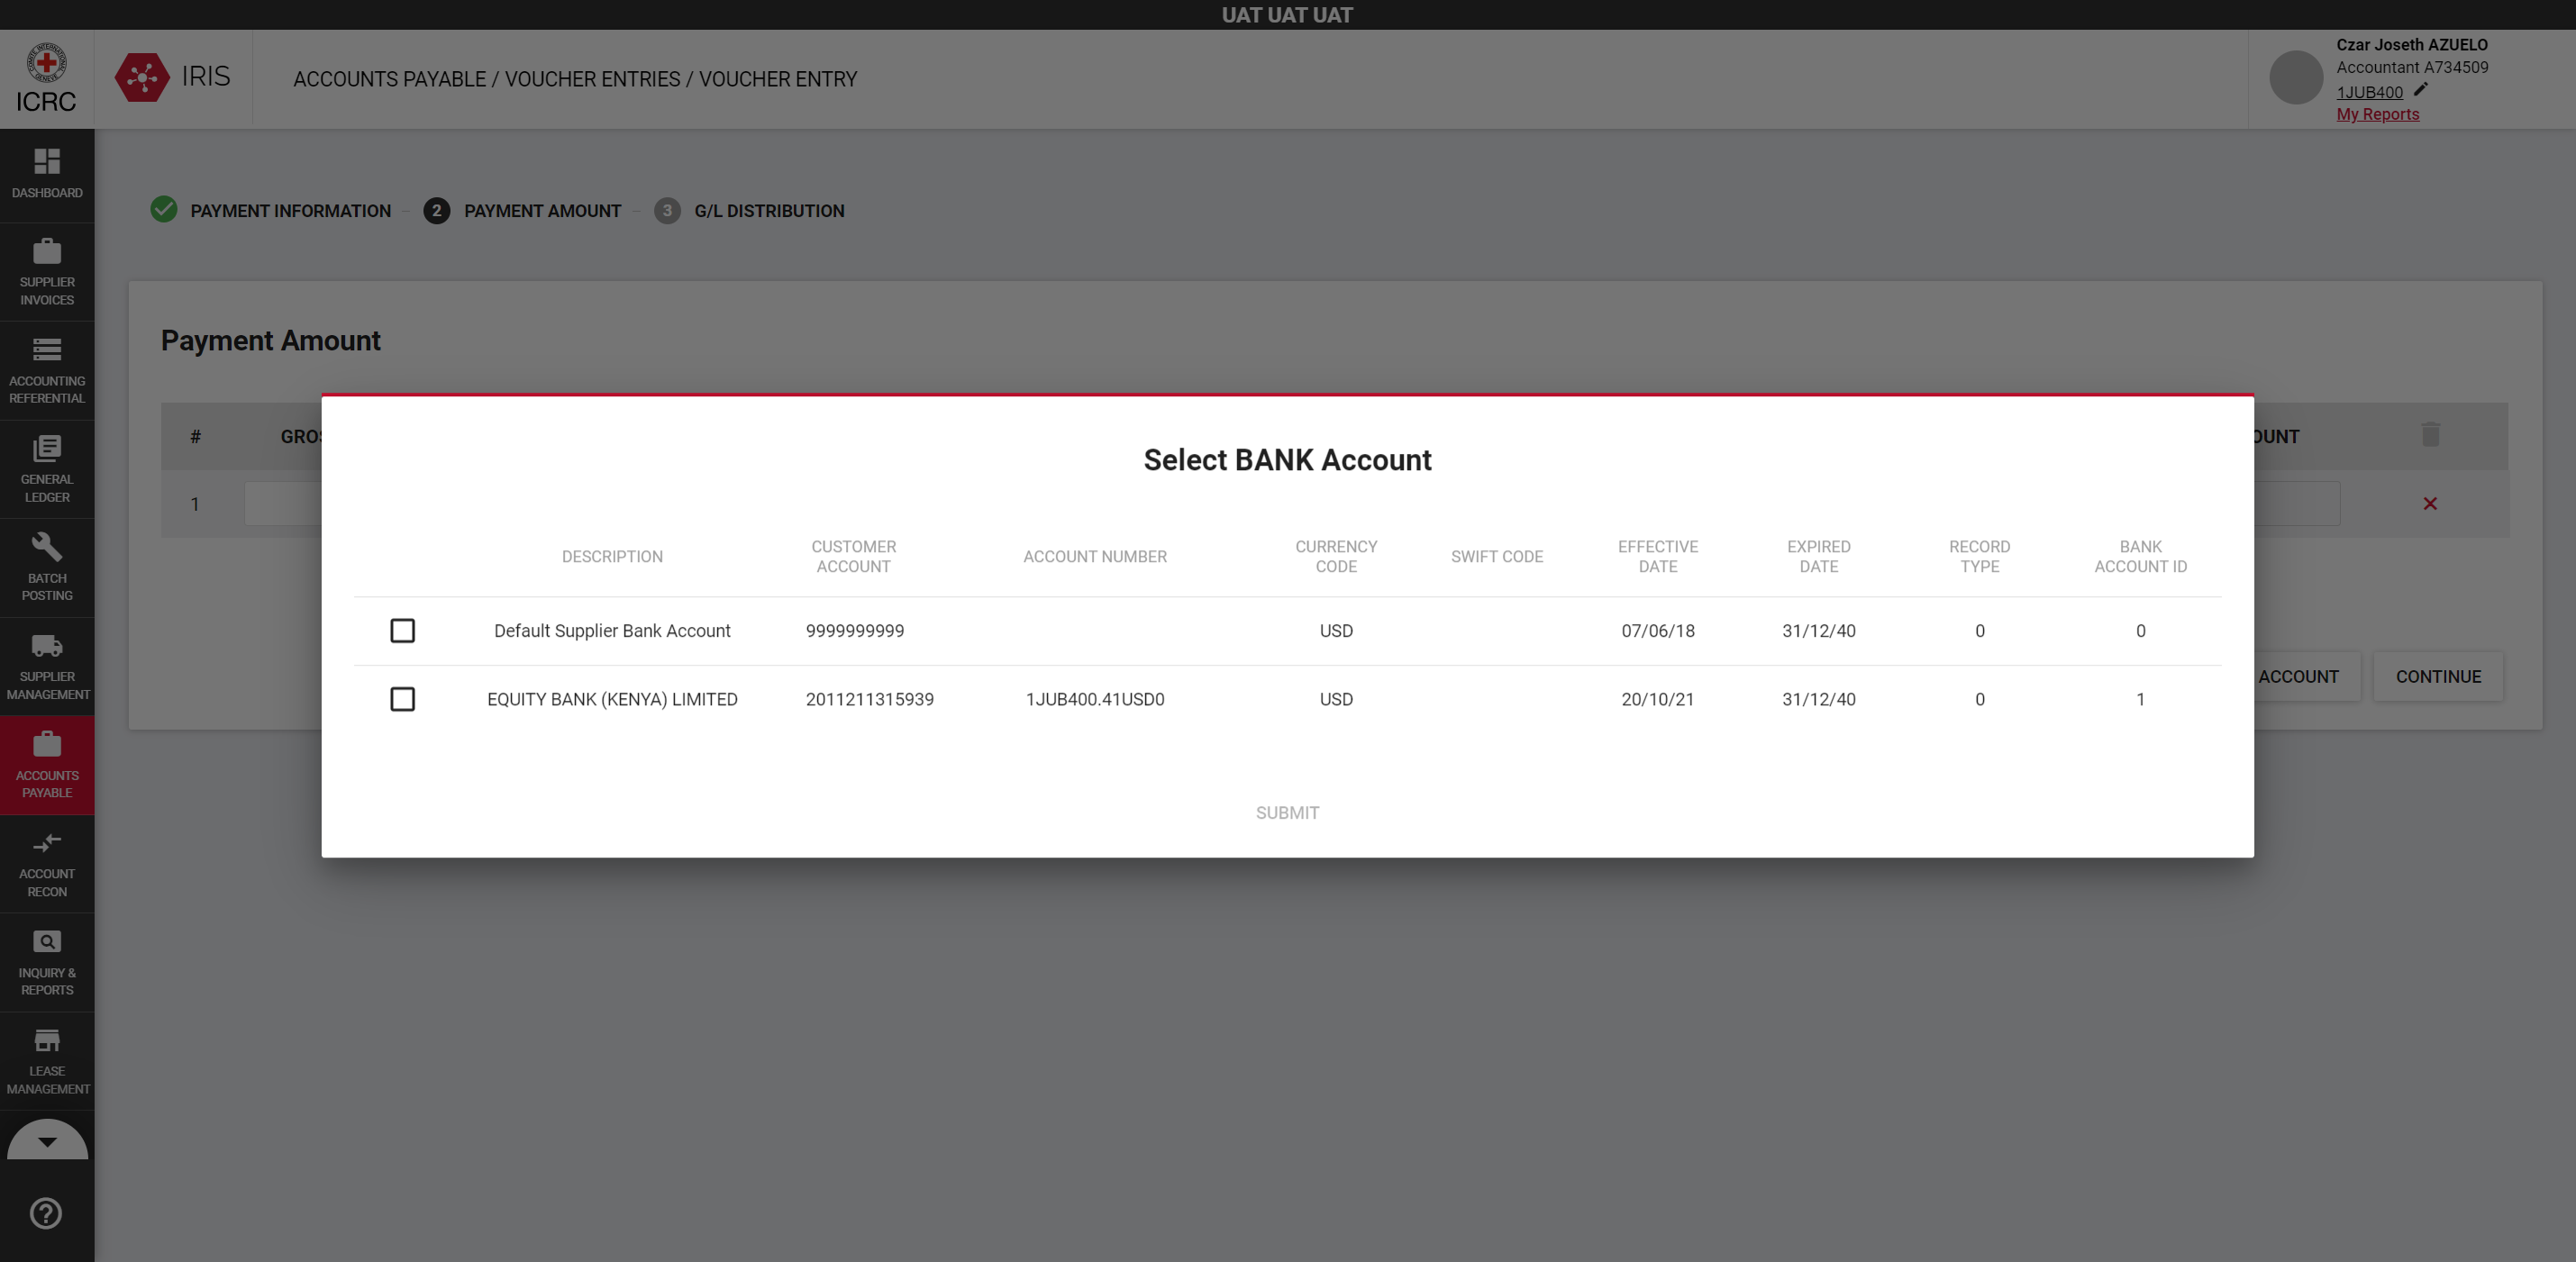 UAT UAT UAT
ICRC
IRIS
ACCOUNTS PAYABLE / VOUCHER ENTRIES / VOUCHER ENTRY
Czar Joseth AZUELO
Accountant A734509
1JUB400
My Reports
DASHBOARD
SUPPLIER
INVOICES
ACCOUNTING
REFERENTIAL
GENERAL
LEDGER
BATCH
POSTING
SUPPLIER
MANAGEMENT
ACCOUNTS
PAYABLE
ACCOUNT
RECON
INQUIRY &
REPORTS
LEASE
MANAGEMENT
PAYMENT INFORMATION - 2 PAYMENT AMOUNT - 3 G/L DISTRIBUTION
Payment Amount
# GROS OUNT
1
Select BANK Account
DESCRIPTION CUSTOMER ACCOUNT ACCOUNT NUMBER CURRENCY CODE SWIFT CODE EFFECTIVE DATE EXPIRED DATE RECORD TYPE BANK ACCOUNT ID
Default Supplier Bank Account 9999999999 USD 07/06/18 31/12/40 0 0
EQUITY BANK (KENYA) LIMITED 2011211315939 1JUB400.41USD0 USD 20/10/21 31/12/40 0 1
SUBMIT
ACCOUNT CONTINUE